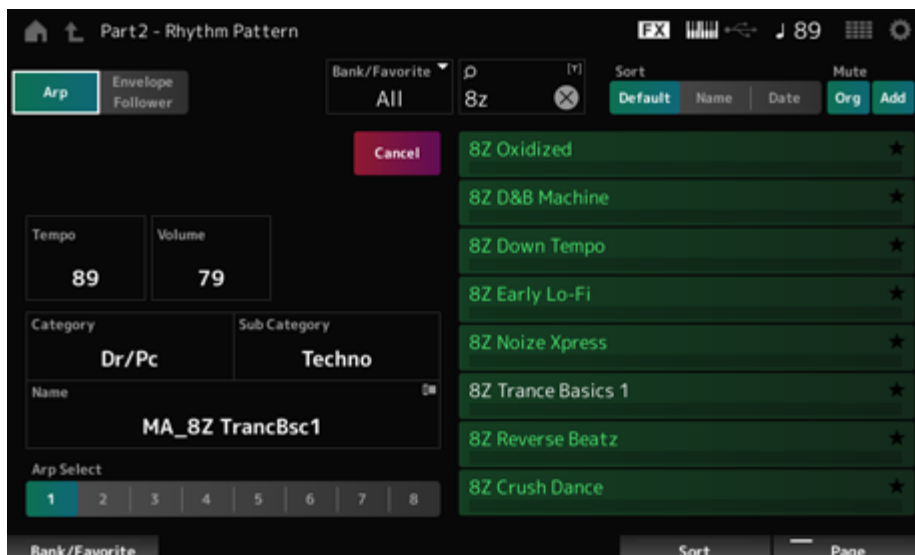 Part2 - Rhythm Pattern
FX
♩ 89
Arp
Envelope
Follower
Bank/Favorite
All
[T]
8z
Sort
Default
Name
Date
Mute
Org
Add
Cancel
8Z Oxidized
8Z D&B Machine
8Z Down Tempo
8Z Early Lo-Fi
8Z Noize Xpress
8Z Trance Basics 1
8Z Reverse Beatz
8Z Crush Dance
Tempo
89
Volume
79
Category
Dr/Pc
Sub Category
Techno
Name
MA_8Z TrancBsc1
Arp Select
1 2 3 4 5 6 7 8
Bank/Favorite
Sort
Page